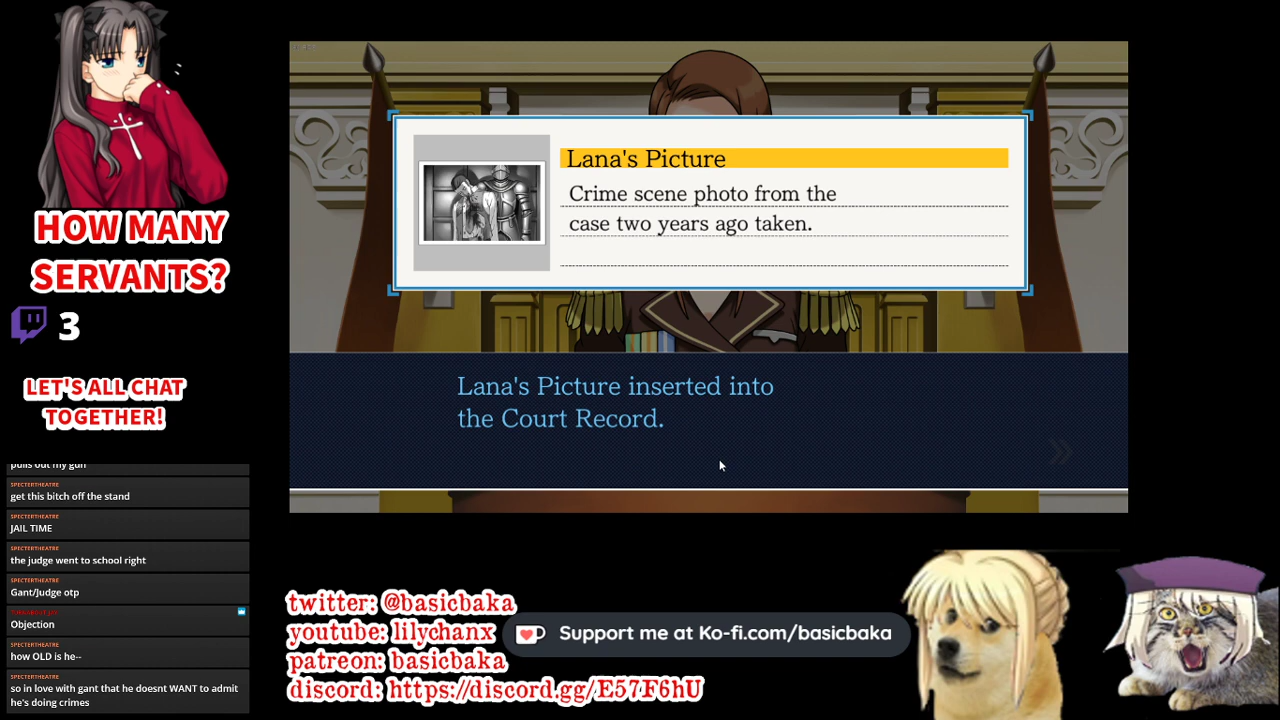 HOW MANY
SERVANTS?
3
LET'S ALL CHAT
TOGETHER!
pulls out my gun
SPECTERTHEATRE
get this bitch off the stand
SPECTERTHEATRE
JAIL TIME
SPECTERTHEATRE
the judge went to school right
SPECTERTHEATRE
Gant/Judge otp
Objection
SPECTERTHEATRE
how OLD is he--
SPECTERTHEATRE
so in love with gant that he doesnt WANT to admit
he's doing crimes
Lana's Picture
Crime scene photo from the
case two years ago taken.
Lana's Picture inserted into
the Court Record.
twitter: @basicbaka
youtube: lilychanx
patreon: basicbaka
discord: https://discord.gg/E57F6hU
Support me at Ko-fi.com/basicbaka